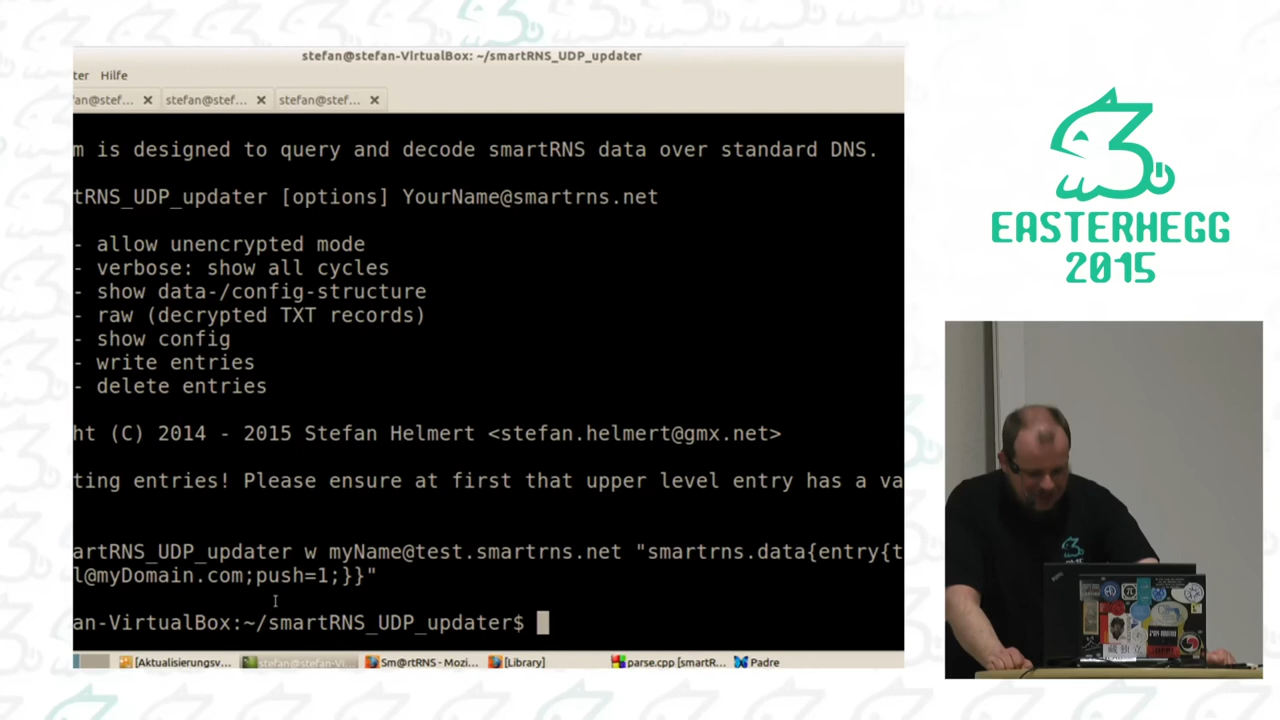 stefan@stefan-VirtualBox: ~/smartRNS_UDP_updater
ter Hilfe
an@stef... stefan@stef... stefan@stef...
m is designed to query and decode smartRNS data over standard DNS.
tRNS_UDP_updater [options] YourName@smartrns.net
- allow unencrypted mode
- verbose: show all cycles
- show data-/config-structure
- raw (decrypted TXT records)
- show config
- write entries
- delete entries
ht (C) 2014 - 2015 Stefan Helmert <stefan.helmert@gmx.net>
ting entries! Please ensure at first that upper level entry has a va
artRNS_UDP_updater w myName@test.smartrns.net "smartrns.data{entry{t
l@myDomain.com;push=1;}}"
an-VirtualBox:~/smartRNS_UDP_updater$
[Aktualisierungsv... stefan@stefan-Vi... Sm@rtRNS - Mozi... [Library] parse.cpp [smartR... Padre
EASTERHEGG
2015